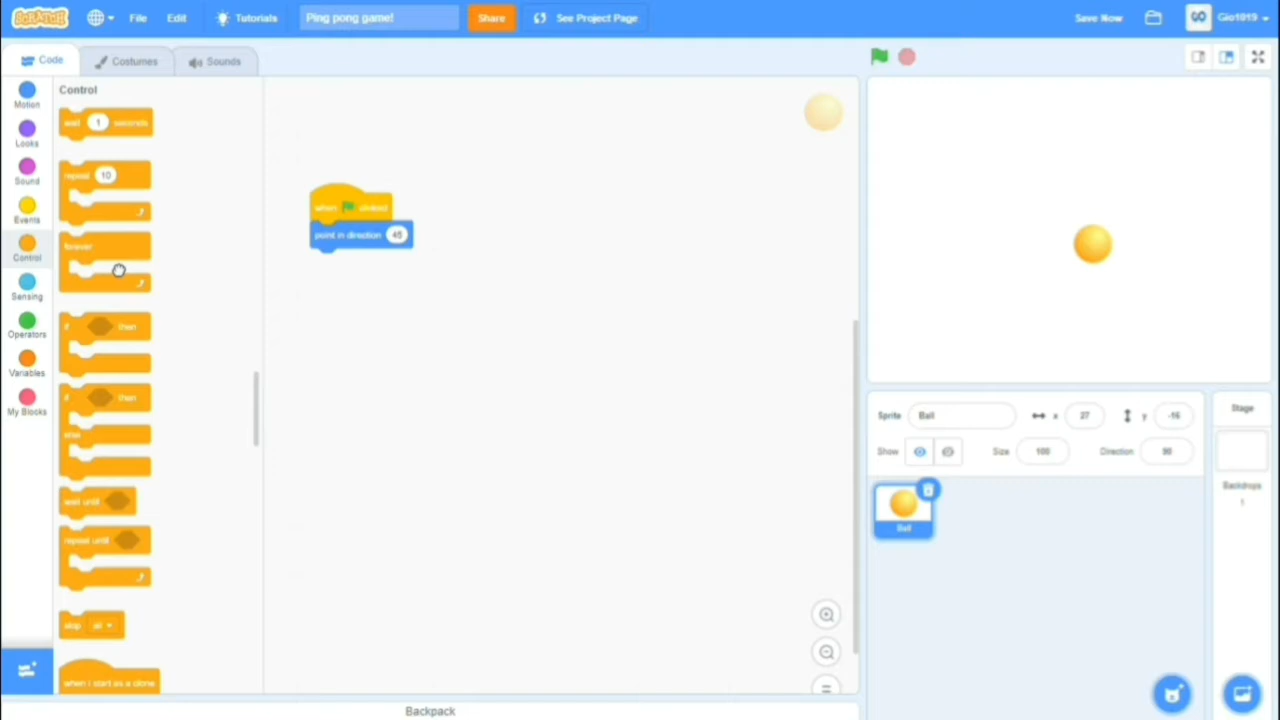 SCRATCH File Edit Tutorials Ping pong game! Share See Project Page Save Now Gio1019
Code Costumes Sounds
Motion
Looks
Sound
Events
Control
Sensing
Operators
Variables
My Blocks
Control
wait 1 seconds
repeat 10
forever
if then
if then
else
wait until
repeat until
stop all
when I start as a clone
when clicked
point in direction 45
Sprite Ball x 27 y -16
Show Size 100 Direction 90
Ball
Stage
Backdrops
1
Backpack